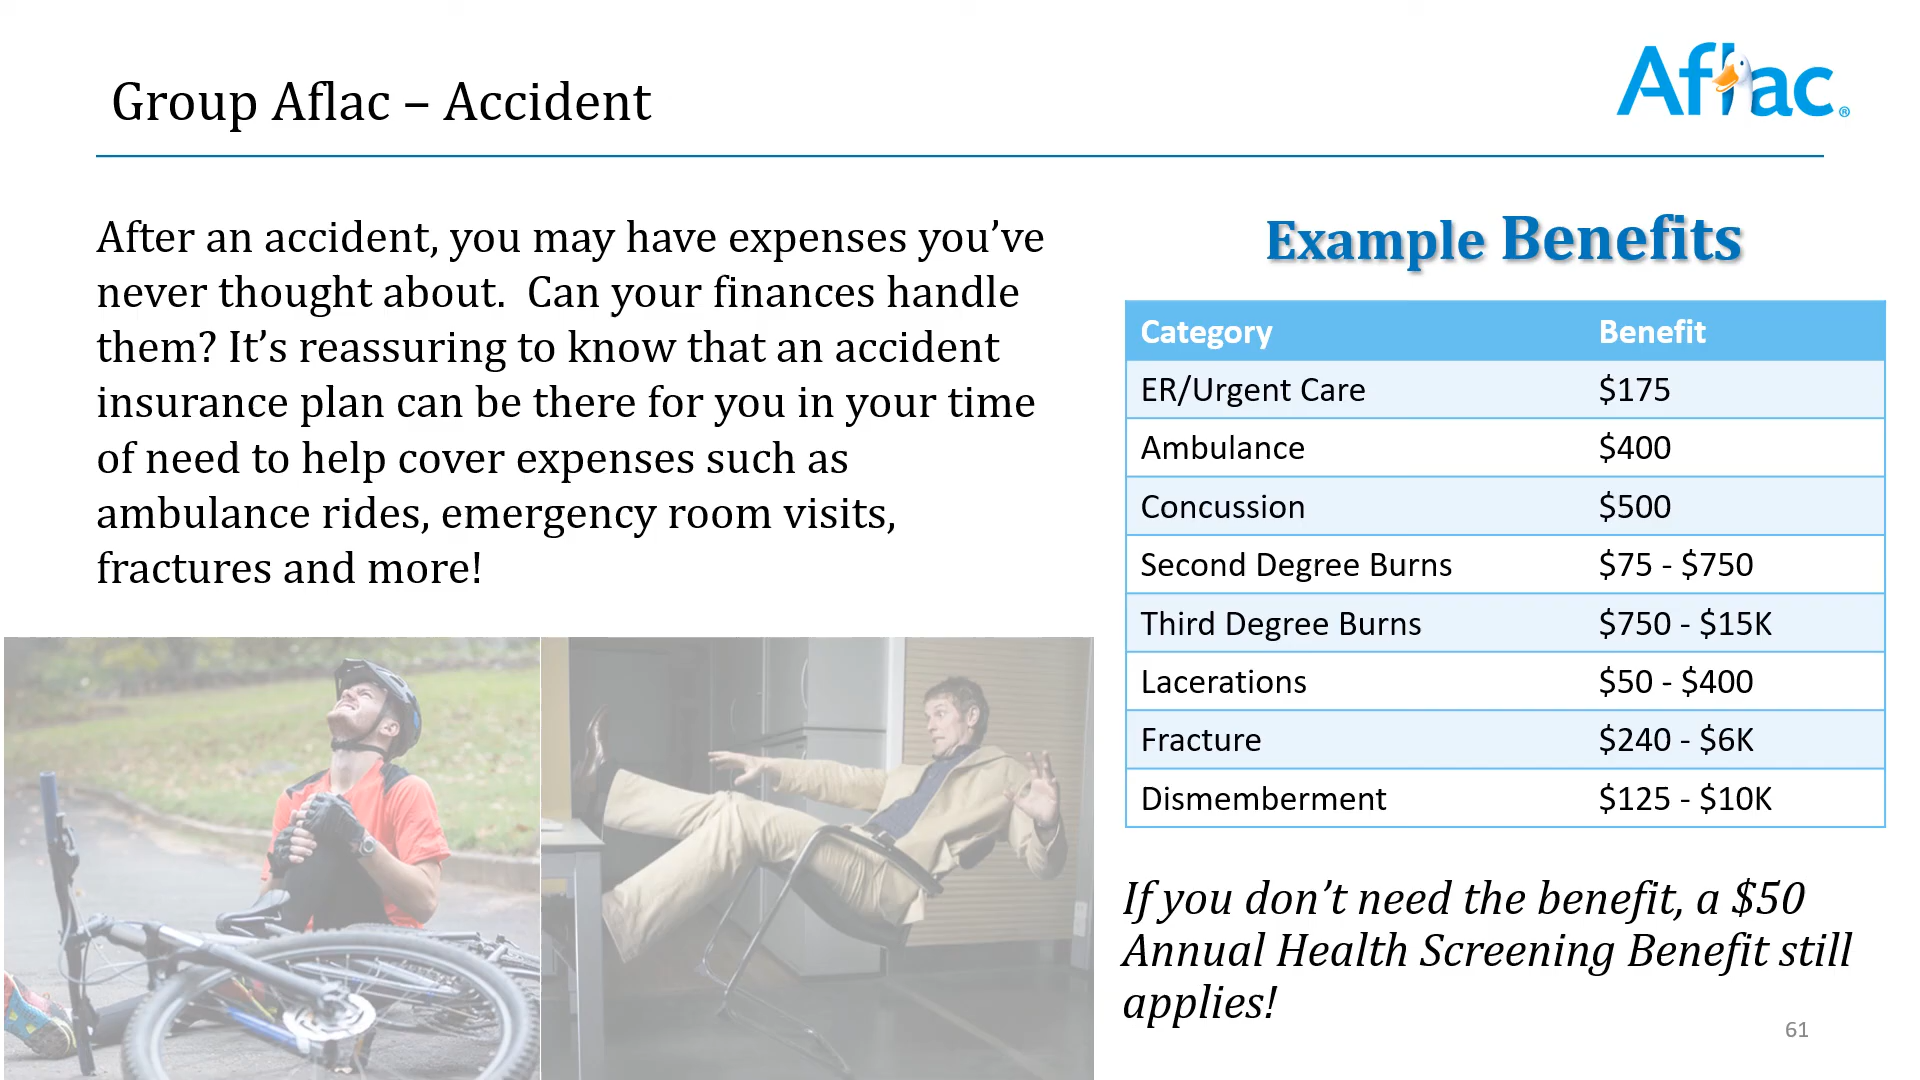 Group Aflac – Accident
Aflac®
After an accident, you may have expenses you’ve
never thought about.  Can your finances handle
them? It’s reassuring to know that an accident
insurance plan can be there for you in your time
of need to help cover expenses such as
ambulance rides, emergency room visits,
fractures and more!
Example Benefits
Category Benefit
ER/Urgent Care $175
Ambulance $400
Concussion $500
Second Degree Burns $75 - $750
Third Degree Burns $750 - $15K
Lacerations $50 - $400
Fracture $240 - $6K
Dismemberment $125 - $10K
If you don’t need the benefit, a $50
Annual Health Screening Benefit still
applies!
61